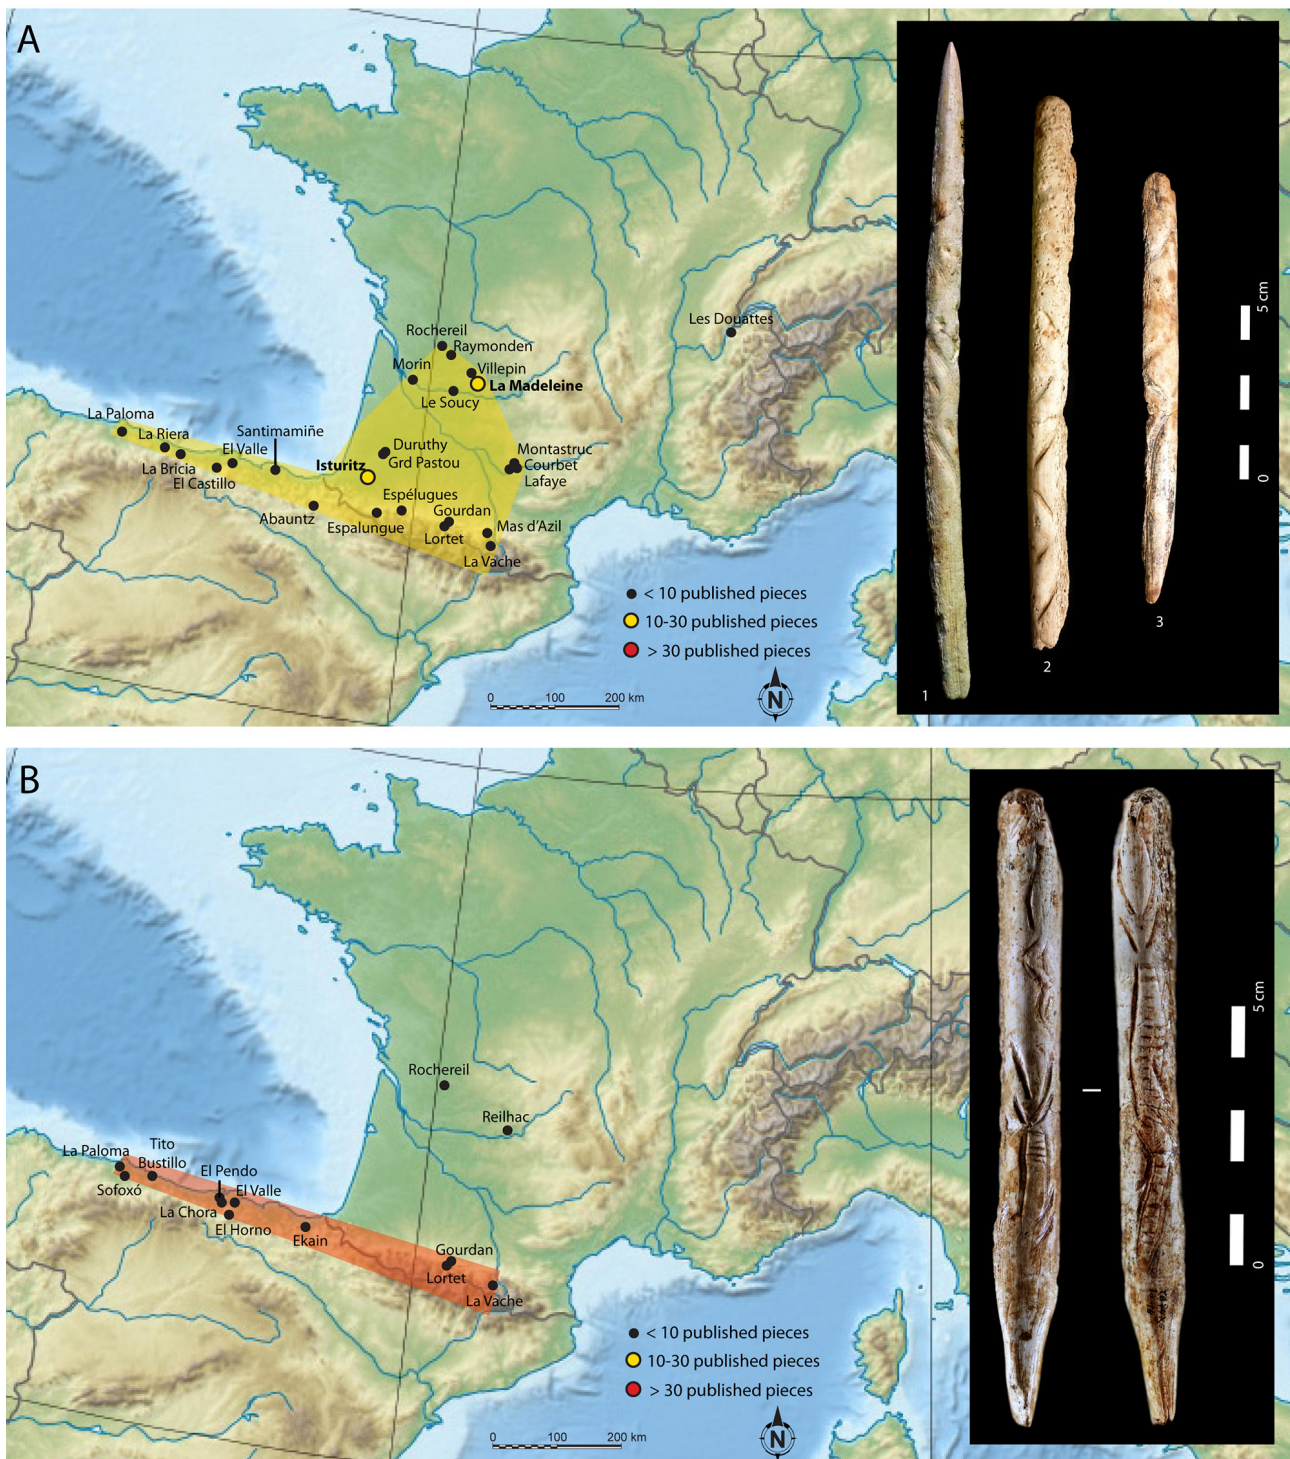 A
Rochereil
Raymonden
Les Douattes
Morin
Villepin
La Madeleine
Le Soucy
La Paloma
La Riera
Santimamiñe
El Valle
La Bricia
El Castillo
Duruthy
Grd Pastou
Isturitz
Montastruc
Courbet
Lafaye
Abauntz
Espélugues
Espalungue
Gourdan
Lortet
Mas d’Azil
La Vache
< 10 published pieces
10-30 published pieces
> 30 published pieces
0 100 200 km
N
1
2
3
5 cm
0
B
Rochereil
Reilhac
La Paloma
Tito
Bustillo
Sofoxó
El Pendo
El Valle
La Chora
El Horno
Ekain
Gourdan
Lortet
La Vache
< 10 published pieces
10-30 published pieces
> 30 published pieces
0 100 200 km
N
5 cm
0